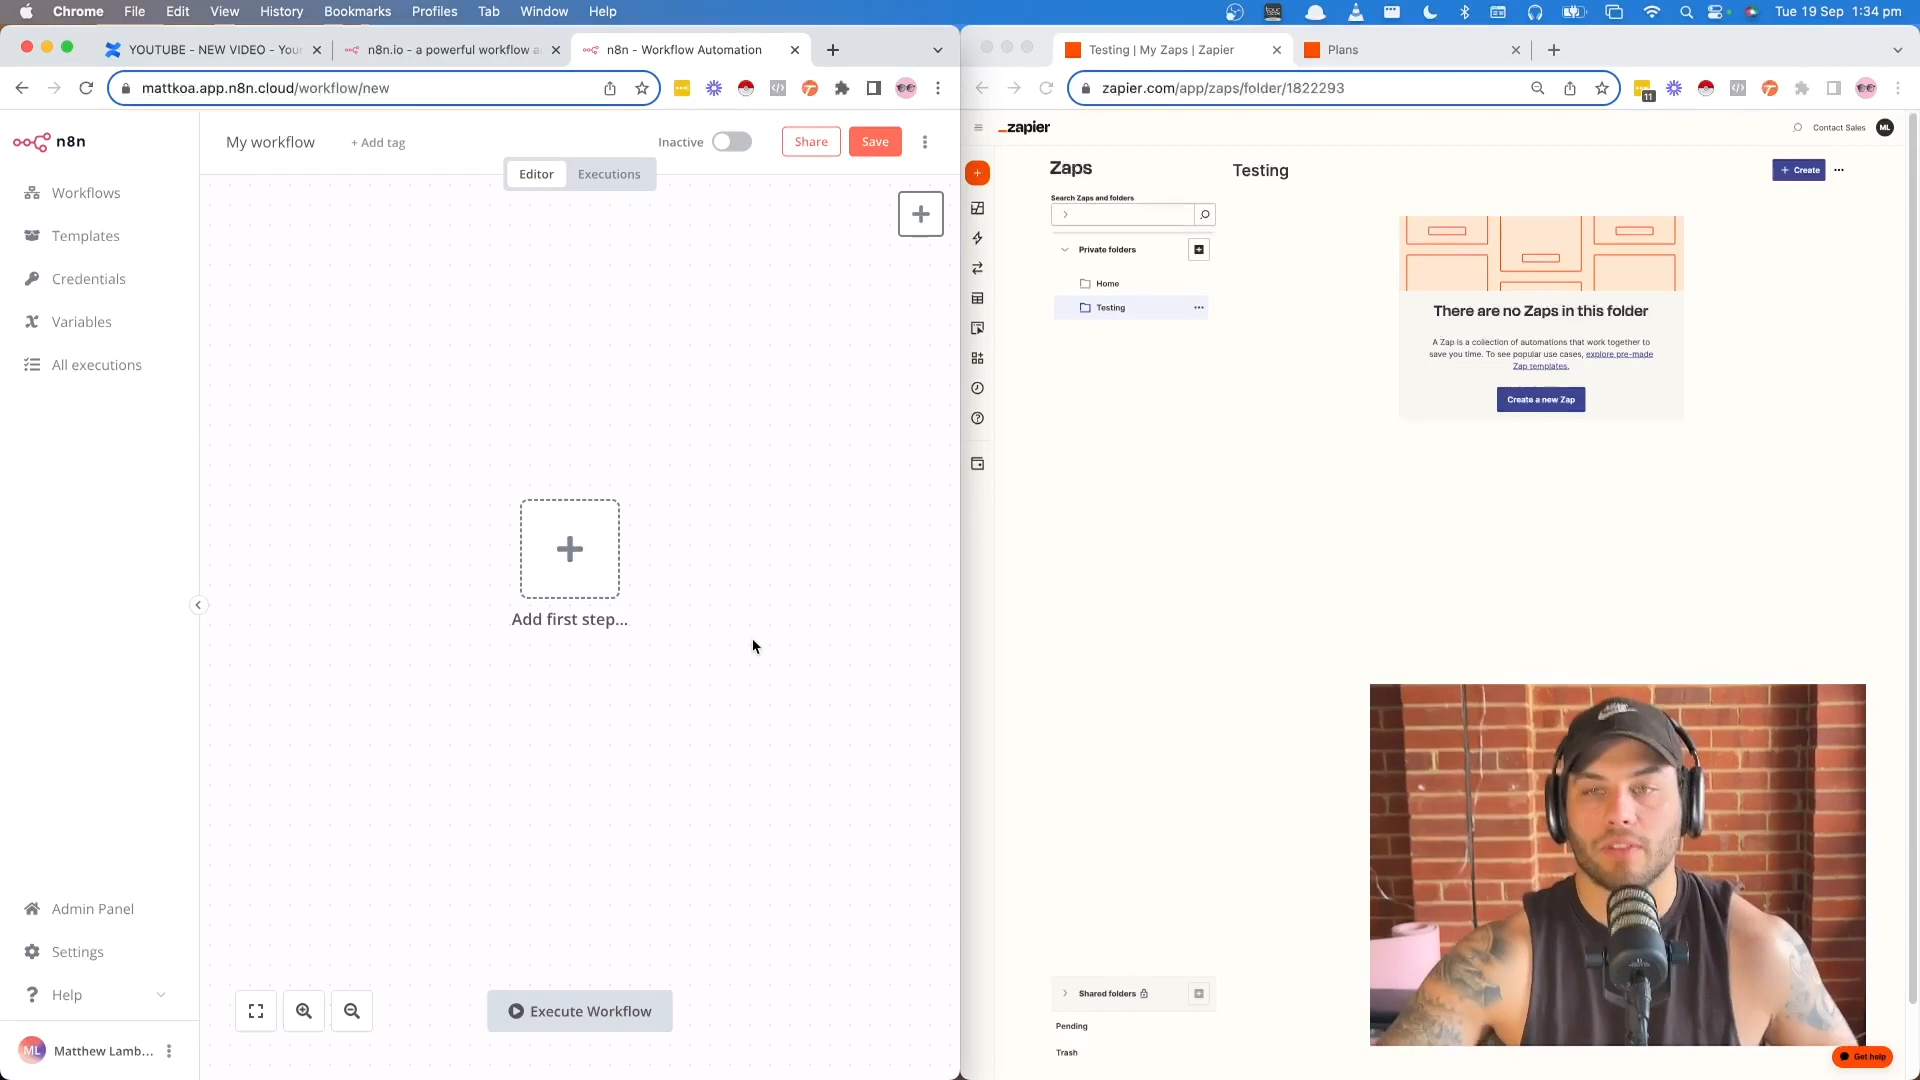 Chrome File Edit View History Bookmarks Profiles Tab Window Help
Tue 19 Sep 1:34 pm
YOUTUBE - NEW VIDEO - Your
n8n.io - a powerful workflow a
n8n - Workflow Automation
mattkoa.app.n8n.cloud/workflow/new
n8n
My workflow
+ Add tag
Inactive
Share
Save
Editor
Executions
Workflows
Templates
Credentials
Variables
All executions
Add first step...
Admin Panel
Settings
Help
Execute Workflow
ML
Matthew Lamb...
Testing | My Zaps | Zapier
Plans
zapier.com/app/zaps/folder/1822293
11
zapier
Contact Sales
ML
Zaps
Testing
+ Create
Search Zaps and folders
Private folders
Home
Testing
There are no Zaps in this folder
A Zap is a collection of automations that work together to
save you time. To see popular use cases, explore pre-made
Zap templates.
Create a new Zap
Shared folders
Pending
Trash
Get help